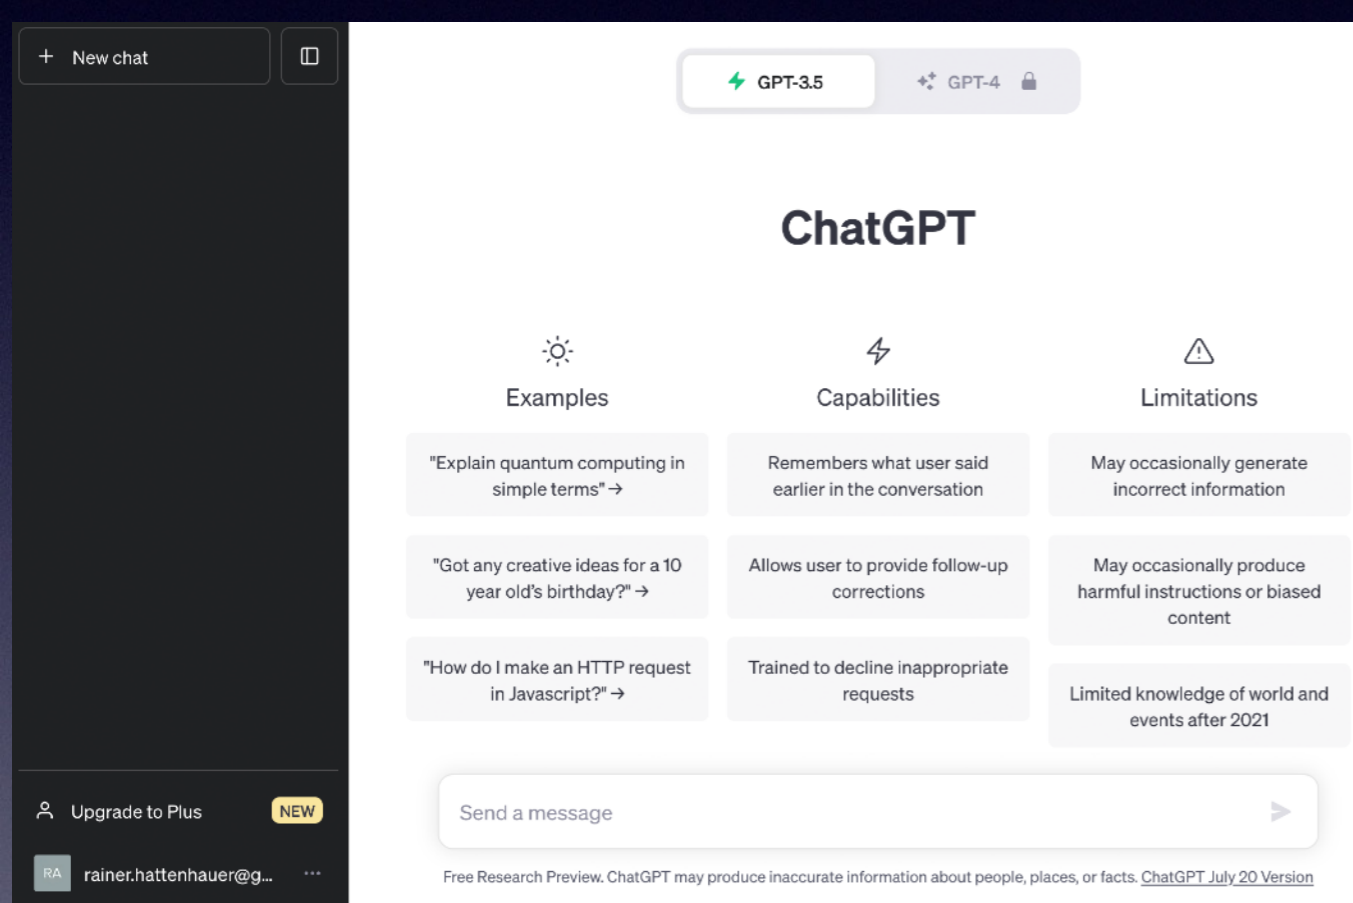 New chat
GPT-3.5
GPT-4
ChatGPT
Examples
"Explain quantum computing in
simple terms" →
"Got any creative ideas for a 10
year old's birthday?" →
"How do I make an HTTP request
in Javascript?" →
Capabilities
Remembers what user said
earlier in the conversation
Allows user to provide follow-up
corrections
Trained to decline inappropriate
requests
Limitations
May occasionally generate
incorrect information
May occasionally produce
harmful instructions or biased
content
Limited knowledge of world and
events after 2021
Upgrade to Plus NEW
RA rainer.hattenhauer@g...
Send a message
Free Research Preview. ChatGPT may produce inaccurate information about people, places, or facts. ChatGPT July 20 Version